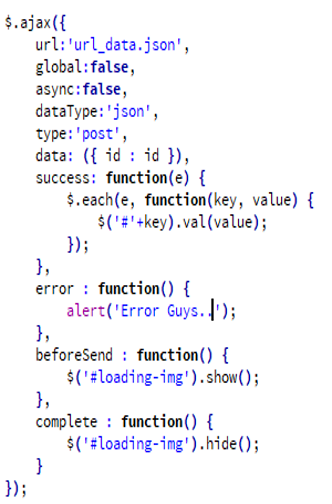 $.ajax({
url:'url_data.json',
global:false,
async:false,
dataType:'json',
type:'post',
data: ({ id : id }),
success: function(e) {
$.each(e, function(key, value) {
$('#'+key).val(value);
});
},
error : function() {
alert('Error Guys..');
},
beforeSend : function() {
$('#loading-img').show();
},
complete : function() {
$('#loading-img').hide();
}
});